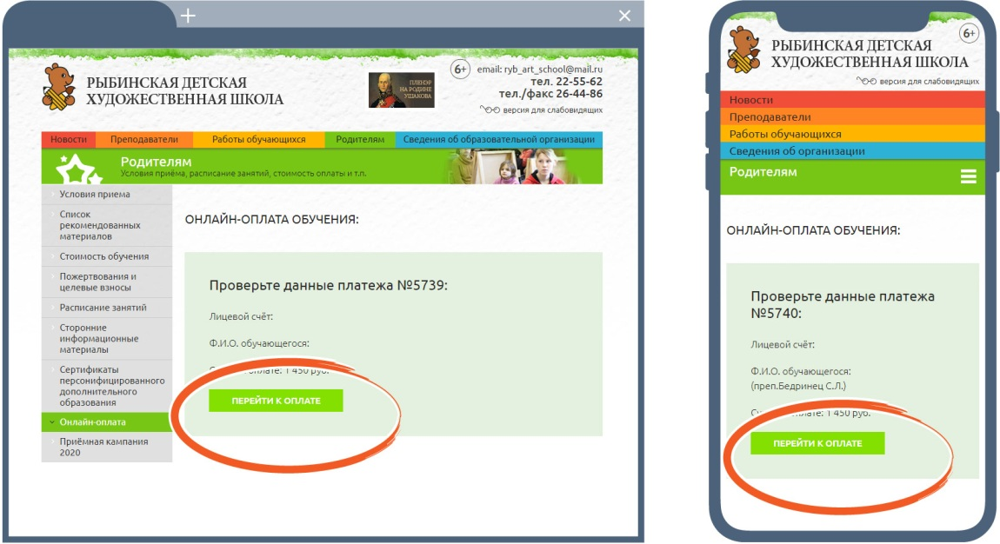 РЫБИНСКАЯ ДЕТСКАЯ
ХУДОЖЕСТВЕННАЯ ШКОЛА
ПЛЕНЭР
НА РОДИНЕ
УШАКОВА
6+
email: ryb_art_school@mail.ru
тел. 22-55-62
тел./факс 26-44-86
версия для слабовидящих
Новости Преподаватели Работы обучающихся Родителям Сведения об образовательной организации
Родителям
Условия приёма, расписание занятий, стоимость оплаты и т.п.
Условия приема
Список
рекомендованных
материалов
Стоимость обучения
Пожертвования и
целевые взносы
Расписание занятий
Сторонние
информационные
материалы
Сертификаты
персонифицированного
дополнительного
образования
Онлайн-оплата
Приёмная кампания
2020
ОНЛАЙН-ОПЛАТА ОБУЧЕНИЯ:
Проверьте данные платежа №5739:
Лицевой счёт:
Ф.И.О. обучающегося:
оплате: 1 450 руб.
ПЕРЕЙТИ К ОПЛАТЕ
6+
РЫБИНСКАЯ ДЕТСКАЯ
ХУДОЖЕСТВЕННАЯ ШКОЛА
версия для слабовидящих
Новости
Преподаватели
Работы обучающихся
Сведения об организации
Родителям
ОНЛАЙН-ОПЛАТА ОБУЧЕНИЯ:
Проверьте данные платежа
№5740:
Лицевой счёт:
Ф.И.О. обучающегося:
(преп.Бедринец С.Л.)
оплате: 1 450 руб.
ПЕРЕЙТИ К ОПЛАТЕ